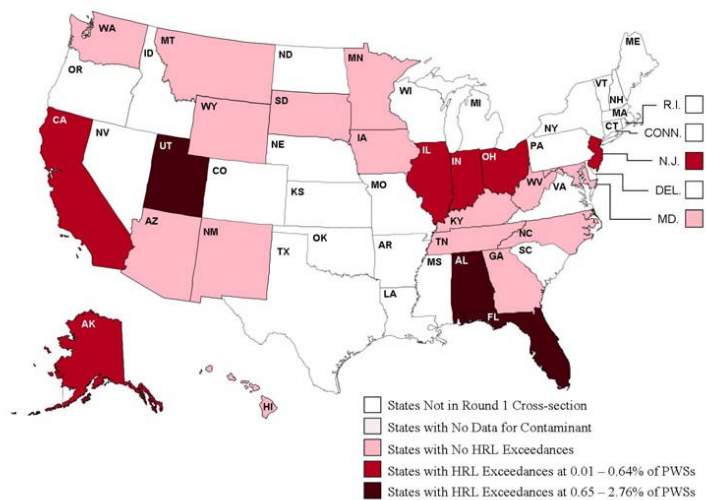 WA
MT
ND
MN
ME
ID
OR
VT
NH
MA
R.I.
WI
MI
SD
WY
NY
CT
CONN.
CA
NV
IA
NE
PA
N.J.
UT
IL
IN
OH
CO
WV
VA
DEL.
KS
MO
KY
MD.
AZ
NM
OK
TN
NC
AR
SC
TX
MS
AL
GA
LA
FL
AK
HI
States Not in Round 1 Cross-section
States with No Data for Contaminant
States with No HRL Exceedances
States with HRL Exceedances at 0.01 – 0.64% of PWSs
States with HRL Exceedances at 0.65 – 2.76% of PWSs